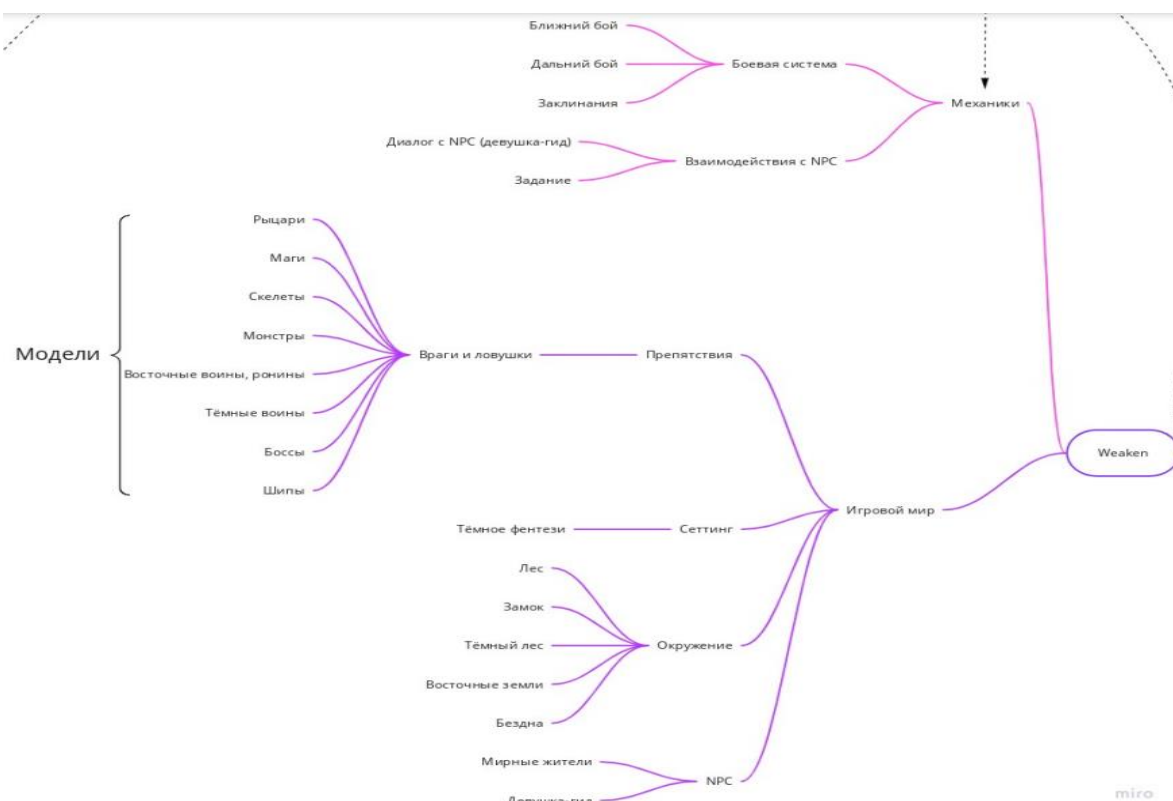 Ближний бой
Дальний бой
Боевая система
Заклинания
Механики
Диалог с NPC (девушка-гид)
Взаимодействия с NPC
Задание
Рыцари
Маги
Скелеты
Монстры
Модели
Враги и ловушки
Препятствия
Восточные воины, ронины
Тёмные воины
Боссы
Шипы
Weaken
Игровой мир
Тёмное фентези
Сеттинг
Лес
Замок
Тёмный лес
Окружение
Восточные земли
Бездна
Мирные жители
NPC
Девушка-гид
miro